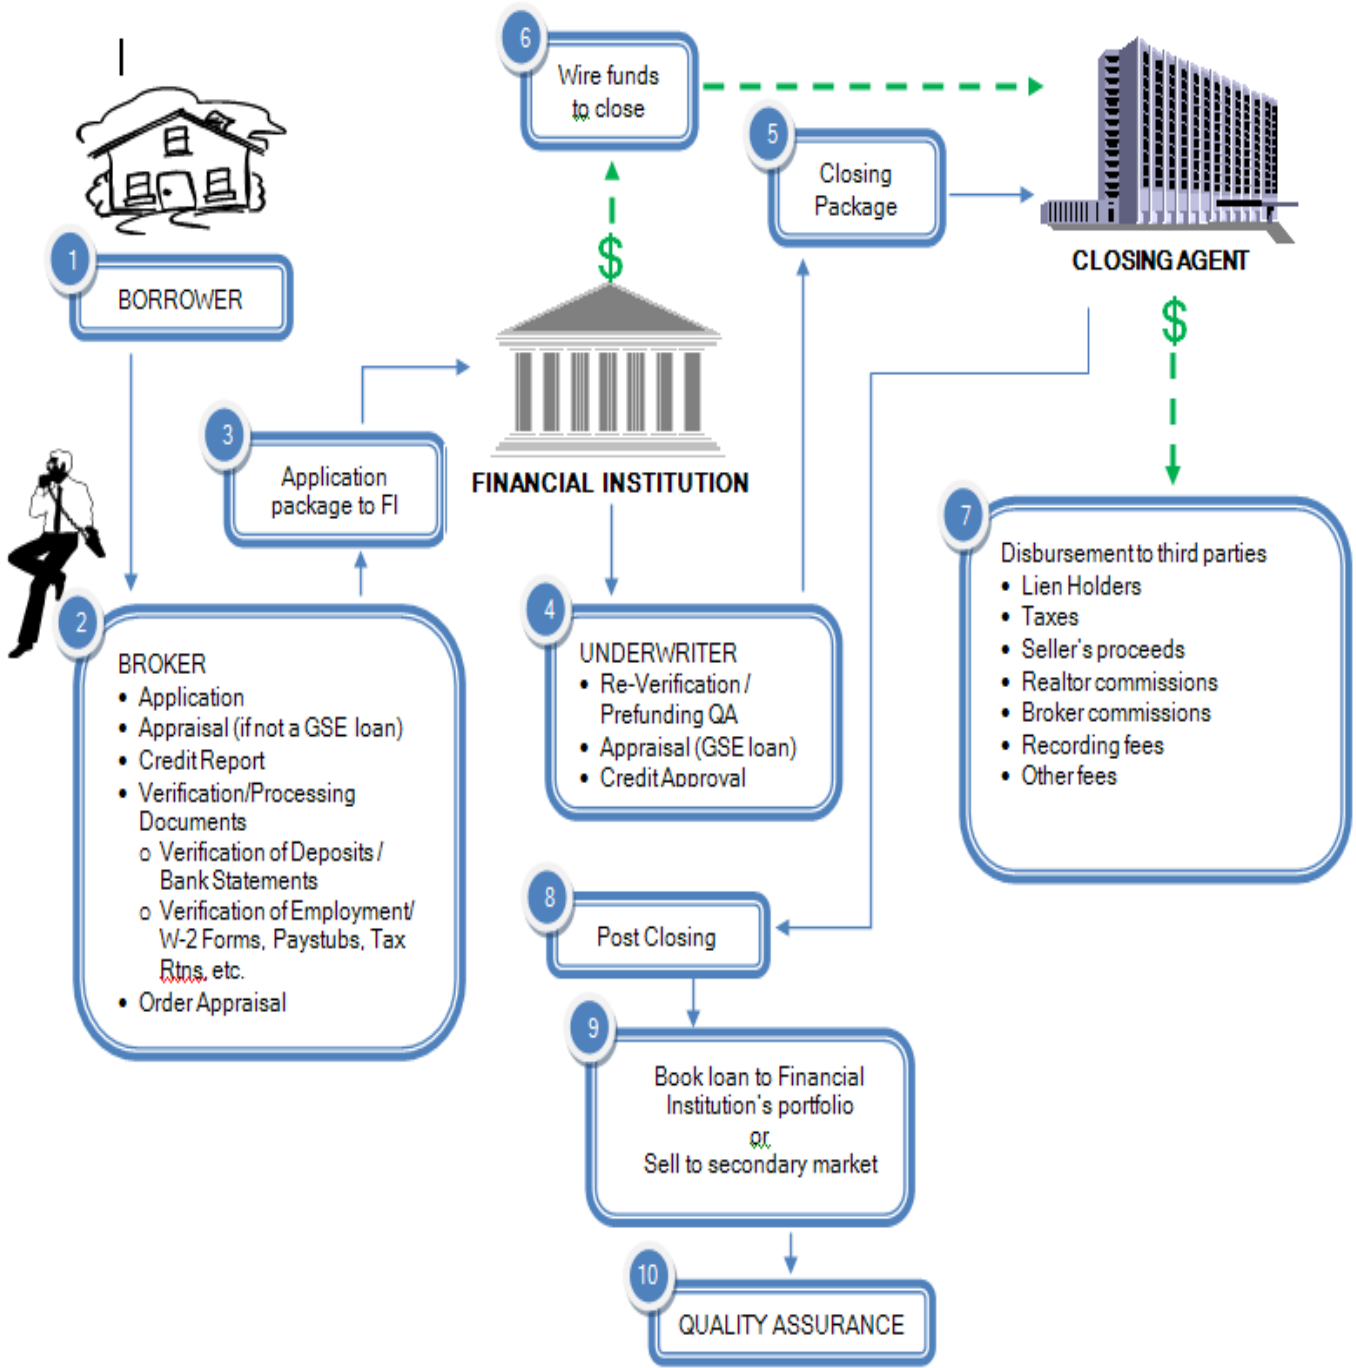 1
BORROWER
2
BROKER
• Application
• Appraisal (if not a GSE loan)
• Credit Report
• Verification/Processing
Documents
o Verification of Deposits /
Bank Statements
o Verification of Employment/
W-2 Forms, Paystubs, Tax
Rtns, etc.
• Order Appraisal
3
Application
package to FI
$
FINANCIAL INSTITUTION
4
UNDERWRITER
• Re-Verification /
Prefunding QA
• Appraisal (GSE loan)
• Credit Approval
5
Closing
Package
6
Wire funds
to close
CLOSING AGENT
$
7
Disbursement to third parties
• Lien Holders
• Taxes
• Seller's proceeds
• Realtor commissions
• Broker commissions
• Recording fees
• Other fees
8
Post Closing
9
Book loan to Financial
Institution's portfolio
or
Sell to secondary market
10
QUALITY ASSURANCE